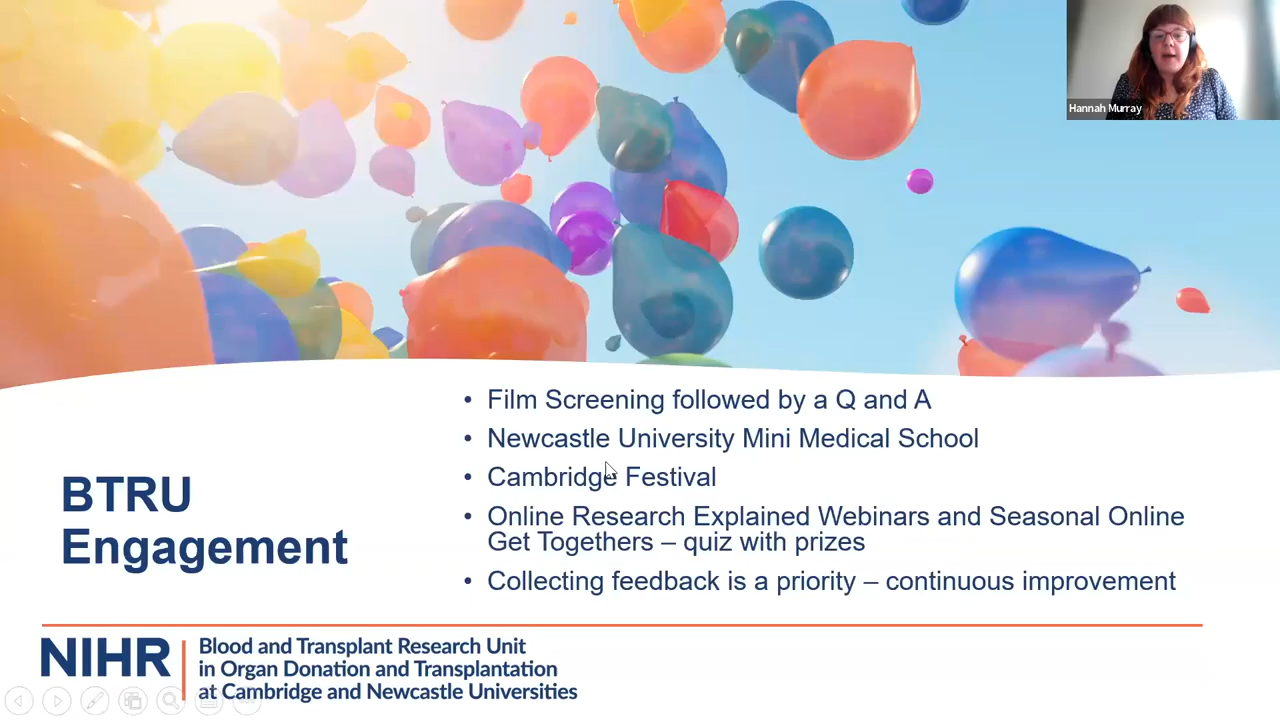 Hannah Murray
BTRU
Engagement
• Film Screening followed by a Q and A
• Newcastle University Mini Medical School
• Cambridge Festival
• Online Research Explained Webinars and Seasonal Online
Get Togethers – quiz with prizes
• Collecting feedback is a priority – continuous improvement
NIHR
Blood and Transplant Research Unit
in Organ Donation and Transplantation
at Cambridge and Newcastle Universities